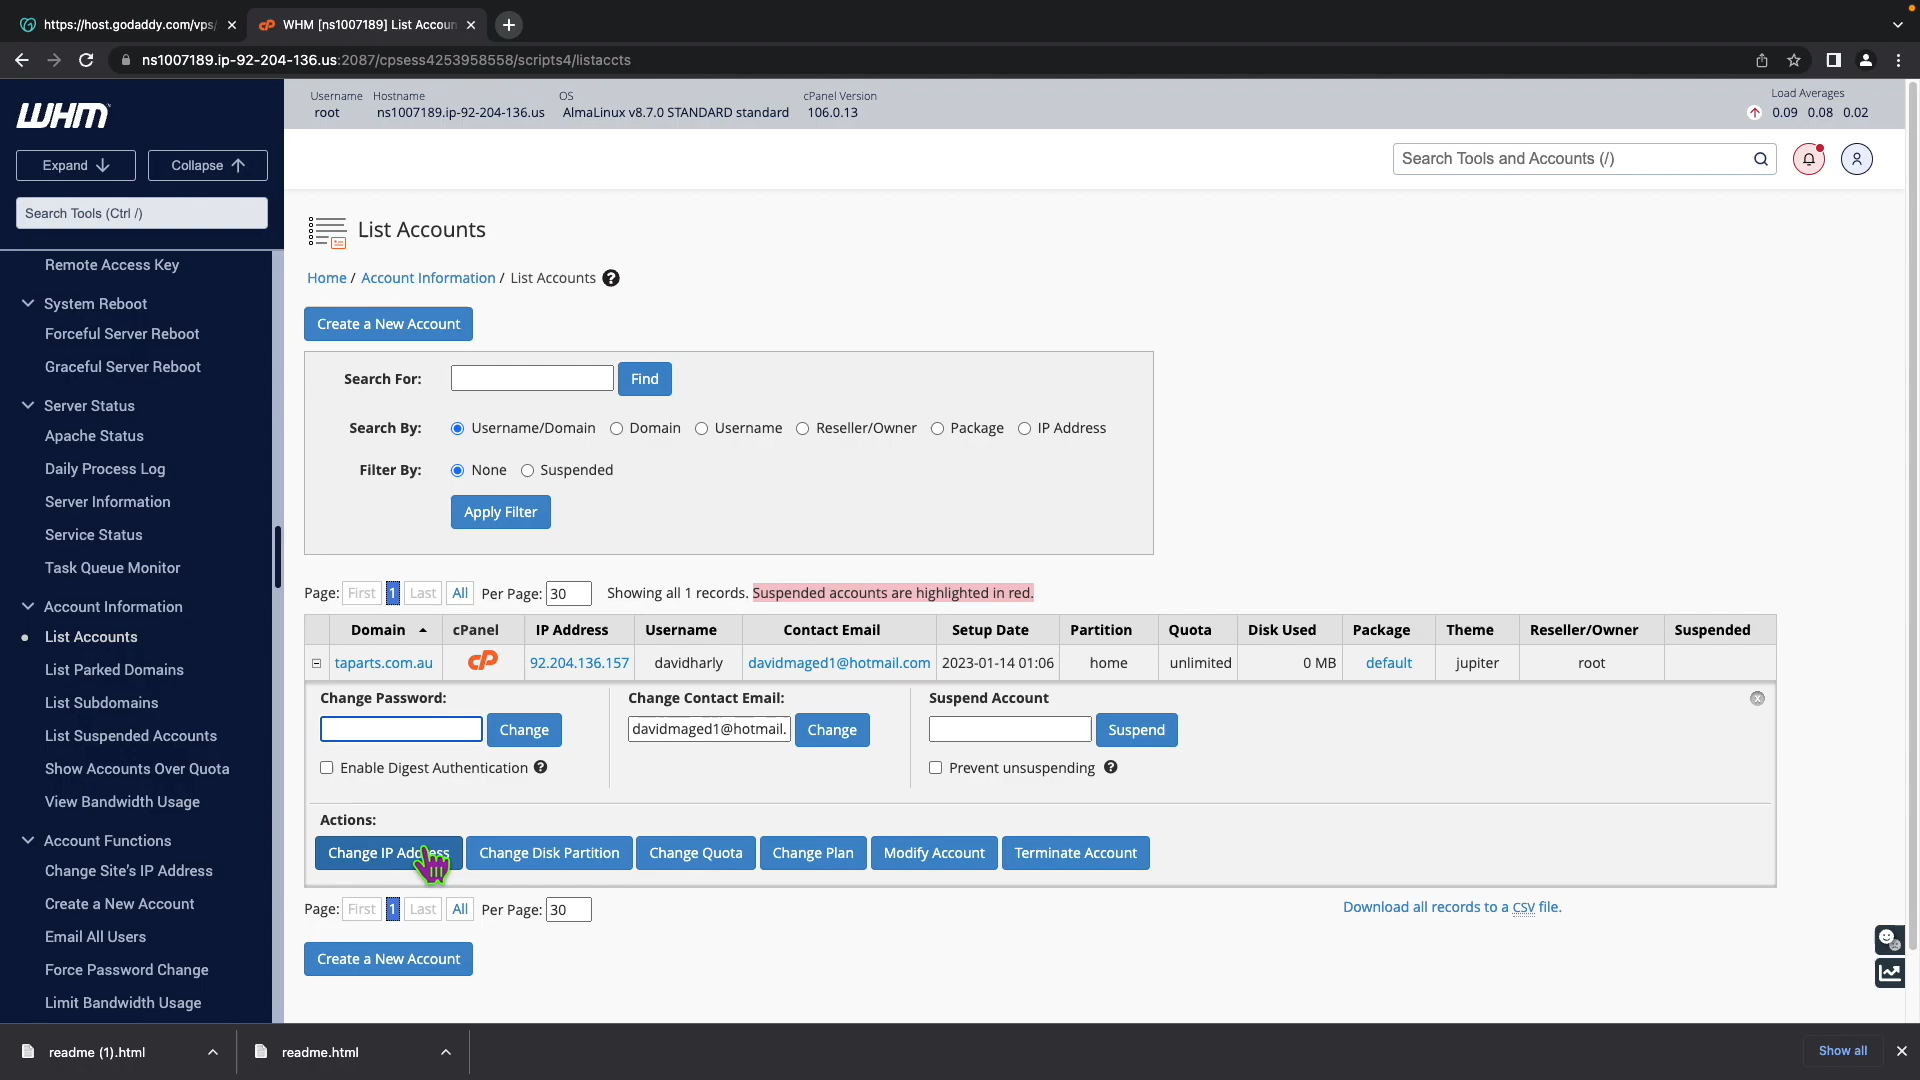 https://host.godaddy.com/vps/
WHM [ns1007189] List Accoun
ns1007189.ip-92-204-136.us:2087/cpsess4253958558/scripts4/listaccts
WHM
Expand
Collapse
Search Tools (Ctrl /)
Remote Access Key
System Reboot
Forceful Server Reboot
Graceful Server Reboot
Server Status
Apache Status
Daily Process Log
Server Information
Service Status
Task Queue Monitor
Account Information
List Accounts
List Parked Domains
List Subdomains
List Suspended Accounts
Show Accounts Over Quota
View Bandwidth Usage
Account Functions
Change Site's IP Address
Create a New Account
Email All Users
Force Password Change
Limit Bandwidth Usage
Username Hostname OS cPanel Version Load Averages
root ns1007189.ip-92-204-136.us AlmaLinux v8.7.0 STANDARD standard 106.0.13 0.09 0.08 0.02
Search Tools and Accounts (/)
List Accounts
Home / Account Information / List Accounts ?
Create a New Account
Search For: Find
Search By: Username/Domain Domain Username Reseller/Owner Package IP Address
Filter By: None Suspended
Apply Filter
Page: First 1 Last All Per Page: 30 Showing all 1 records. Suspended accounts are highlighted in red.
Domain cPanel IP Address Username Contact Email Setup Date Partition Quota Disk Used Package Theme Reseller/Owner Suspended
taparts.com.au cP 92.204.136.157 davidharly davidmaged1@hotmail.com 2023-01-14 01:06 home unlimited 0 MB default jupiter root
Change Password: Change Contact Email: Suspend Account
Change davidmaged1@hotmail. Change Suspend
Enable Digest Authentication ? Prevent unsuspending ?
Actions:
Change IP Address Change Disk Partition Change Quota Change Plan Modify Account Terminate Account
Page: First 1 Last All Per Page: 30 Download all records to a CSV file.
Create a New Account
readme (1).html
readme.html
Show all